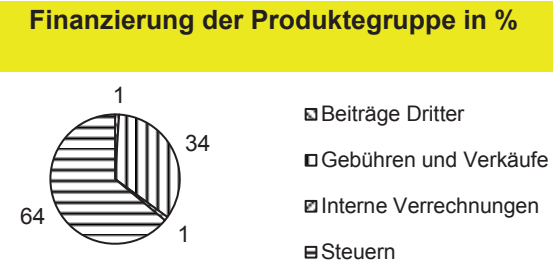 Finanzierung der Produktegruppe in %
1
34
64
1
Beiträge Dritter
Gebühren und Verkäufe
Interne Verrechnungen
Steuern